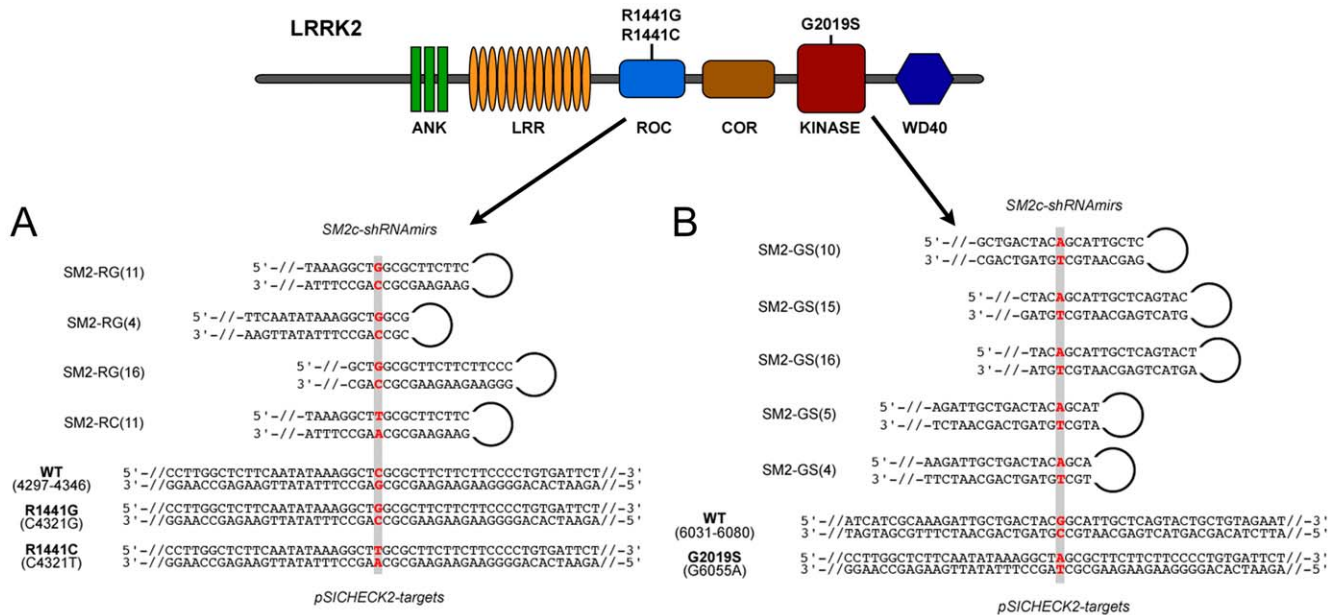 LRRK2
R1441G
R1441C
G2019S
ANK
LRR
ROC
COR
KINASE
WD40
A
SM2c-shRNAmirs
SM2-RG(11)
5'-//-TAAAGGCTGGCGCTTCTTC
3'-//-ATTTCCGACCGCGAAGAAG
SM2-RG(4)
5'-//-TTCAATATAAAGGCTGGCG
3'-//-AAGTTATATTTCCGACCGC
SM2-RG(16)
5'-//-GCTGGCGCTTCTTCTTCCC
3'-//-CGACCGCGAAGAAGAAGGG
SM2-RC(11)
5'-//-TAAAGGCTTGCGCTTCTTC
3'-//-ATTTCCGAACGCGAAGAAG
WT
(4297-4346)
5'-//CCTTGGCTCTTCAATATAAAGGCTCGCGCTTCTTCTTCCCCTGTGATTCT//-3'
3'-//GGAACCGAGAAGTTATATTTCCGAGCGCGAAGAAGAAGGGGACACTAAGA//-5'
R1441G
(C4321G)
5'-//CCTTGGCTCTTCAATATAAAGGCTGGCGCTTCTTCTTCCCCTGTGATTCT//-3'
3'-//GGAACCGAGAAGTTATATTTCCGACCGCGAAGAAGAAGGGGACACTAAGA//-5'
R1441C
(C4321T)
5'-//CCTTGGCTCTTCAATATAAAGGCTTGCGCTTCTTCTTCCCCTGTGATTCT//-3'
3'-//GGAACCGAGAAGTTATATTTCCGAACGCGAAGAAGAAGGGGACACTAAGA//-5'
pSICHECK2-targets
B
SM2c-shRNAmirs
SM2-GS(10)
5'-//-GCTGACTACAGCATTGCTC
3'-//-CGACTGATGTCGTAACGAG
SM2-GS(15)
5'-//-CTACAGCATTGCTCAGTAC
3'-//-GATGTCGTAACGAGTCATG
SM2-GS(16)
5'-//-TACAGCATTGCTCAGTACT
3'-//-ATGTCGTAACGAGTCATGA
SM2-GS(5)
5'-//-AGATTGCTGACTACAGCAT
3'-//-TCTAACGACTGATGTCGTA
SM2-GS(4)
5'-//-AAGATTGCTGACTACAGCA
3'-//-TTCTAACGACTGATGTCGT
WT
(6031-6080)
5'-//ATCATCGCAAAGATTGCTGACTACGGCATTGCTCAGTACTGCTGTAGAAT//-3'
3'-//TAGTAGCGTTTCTAACGACTGATGCCGTAACGAGTCATGACGACATCTTA//-5'
G2019S
(G6055A)
5'-//CCTTGGCTCTTCAATATAAAGGCTAGCGCTTCTTCTTCCCCTGTGATTCT//-3'
3'-//GGAACCGAGAAGTTATATTTCCGATCGCGAAGAAGAAGGGGACACTAAGA//-5'
pSICHECK2-targets